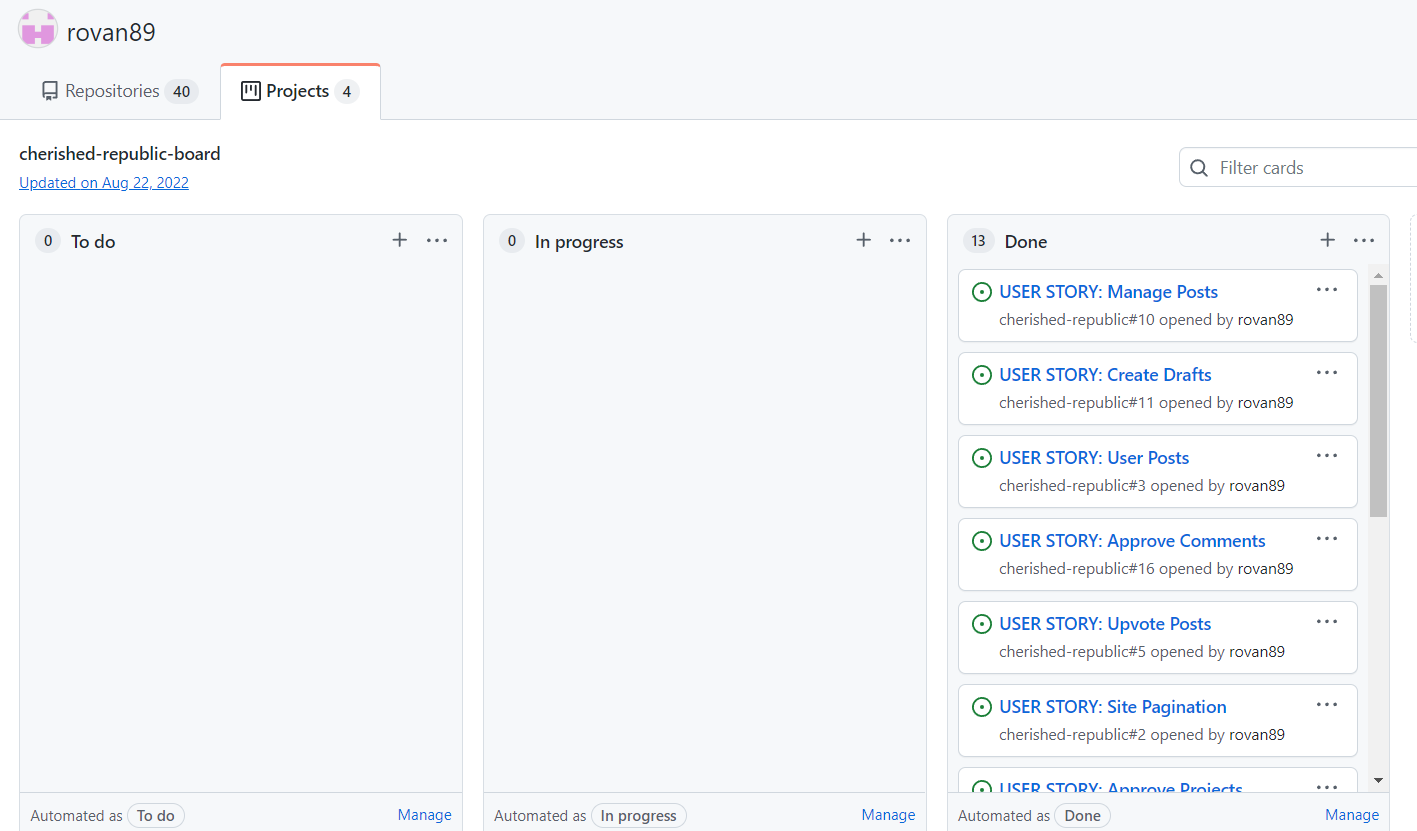 rovan89
Repositories 40
Projects 4
cherished-republic-board
Updated on Aug 22, 2022
Filter cards
0 To do
0 In progress
13 Done
USER STORY: Manage Posts
cherished-republic#10 opened by rovan89
USER STORY: Create Drafts
cherished-republic#11 opened by rovan89
USER STORY: User Posts
cherished-republic#3 opened by rovan89
USER STORY: Approve Comments
cherished-republic#16 opened by rovan89
USER STORY: Upvote Posts
cherished-republic#5 opened by rovan89
USER STORY: Site Pagination
cherished-republic#2 opened by rovan89
USER STORY: Approve Projects
Automated as To do Manage
Automated as In progress Manage
Automated as Done Manage